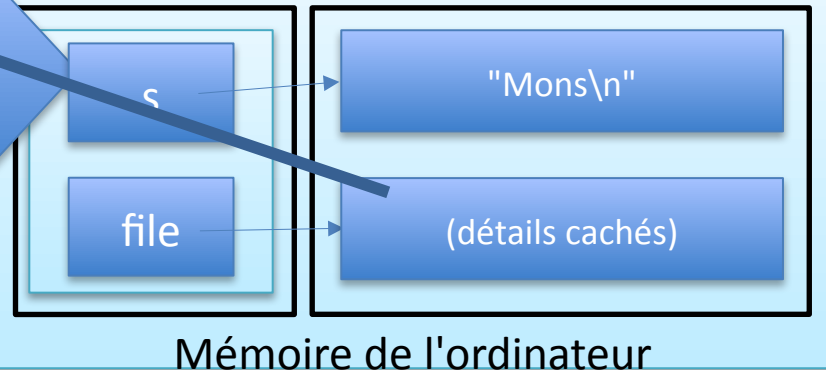 s
"Mons\n"
file
(détails cachés)
Mémoire de l'ordinateur